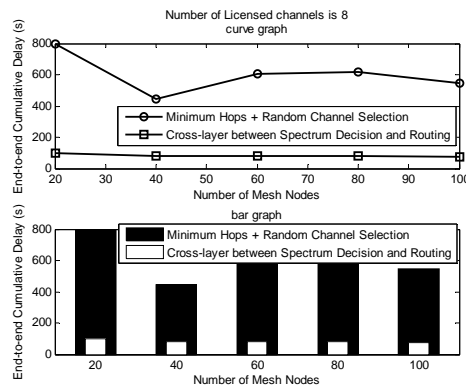 Number of Licensed channels is 8
curve graph
End-to-end Cumulative Delay (s)
800
600
400
200
0
Minimum Hops + Random Channel Selection
Cross-layer between Spectrum Decision and Routing
20
30
40
50
60
70
80
90
100
Number of Mesh Nodes
bar graph
End-to-end Cumulative Delay (s)
800
600
400
200
0
Minimum Hops + Random Channel Selection
Cross-layer between Spectrum Decision and Routing
20
40
60
80
100
Number of Mesh Nodes